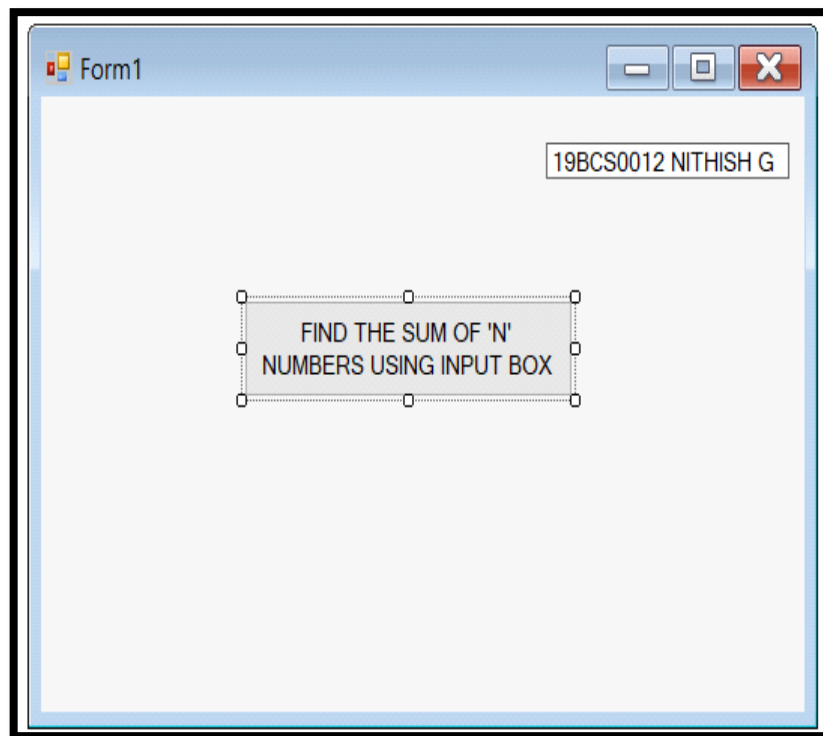 Form1
19BCS0012 NITHISH G
FIND THE SUM OF 'N'
NUMBERS USING INPUT BOX